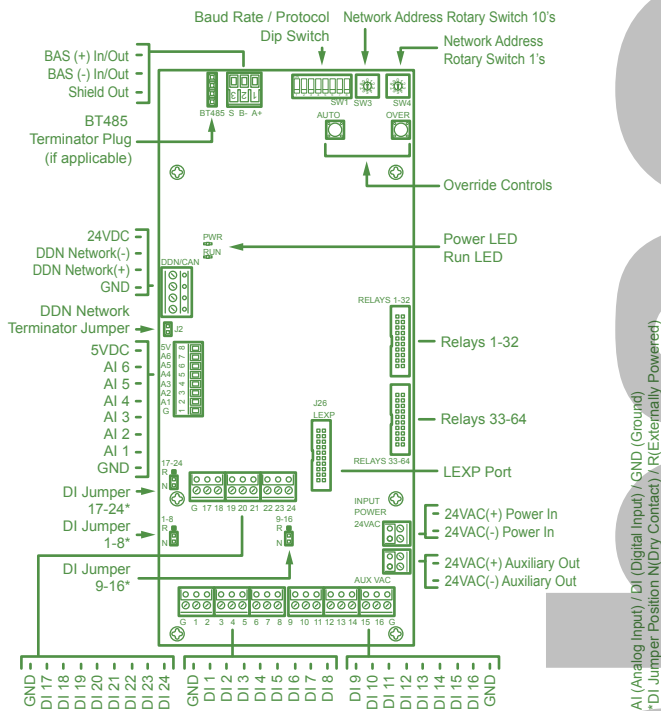 Baud Rate / Protocol
Dip Switch
Network Address Rotary Switch 10's
Network Address
Rotary Switch 1's
BAS (+) In/Out
BAS (-) In/Out
Shield Out
BT485
Terminator Plug
(if applicable)
BT485
S B- A+
3 2 1
SW1
SW3
SW4
AUTO
OVER
Override Controls
24VDC
DDN Network(-)
DDN Network(+)
GND
PWR
RUN
DDN/CAN
Power LED
Run LED
DDN Network
Terminator Jumper
J2
RELAYS 1-32
Relays 1-32
5VDC
AI 6
AI 5
AI 4
AI 3
AI 2
AI 1
GND
5V 8
A6 7
A5 6
A4 5
A3 4
A2 3
A1 2
G 1
J26
LEXP
Relays 33-64
RELAYS 33-64
LEXP Port
DI Jumper
17-24*
17-24
R
N
G 17 18 19 20 21 22 23 24
DI Jumper
1-8*
1-8
R
N
DI Jumper
9-16*
9-16
R
N
INPUT
POWER
24VAC
24VAC(+) Power In
24VAC(-) Power In
24VAC(+) Auxiliary Out
24VAC(-) Auxiliary Out
AUX VAC
G 1 2 3 4 5 6 7 8 9 10 11 12 13 14 15 16 G
GND
DI 17
DI 18
DI 19
DI 20
DI 21
DI 22
DI 23
DI 24
GND
DI 1
DI 2
DI 3
DI 4
DI 5
DI 6
DI 7
DI 8
DI 9
DI 10
DI 11
DI 12
DI 13
DI 14
DI 15
DI 16
GND
AI (Analog Input) / DI (Digital Input) / GND (Ground)
*DI Jumper Position N(Dry Contact) / R(Externally Powered)